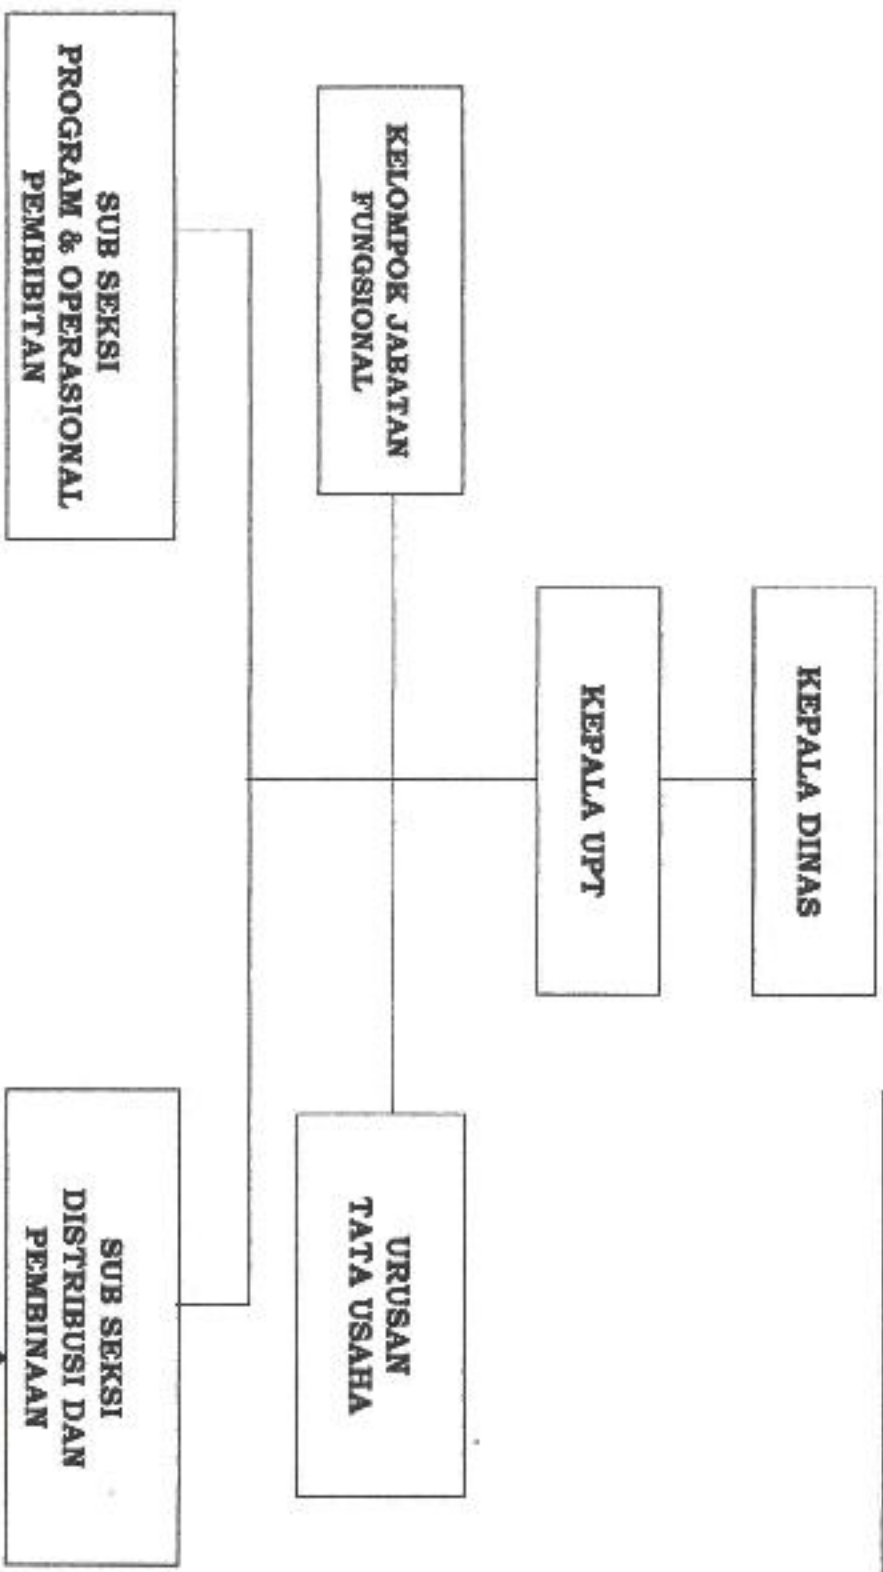 KEPALA DINAS
KEPALA UPT
KELOMPOK JABATAN
FUNGSIONAL
URUSAN
TATA USAHA
SUB SEKSI
PROGRAM & OPERASIONAL
PEMBIBITAN
SUB SEKSI
DISTRIBUSI DAN
PEMBINAAN